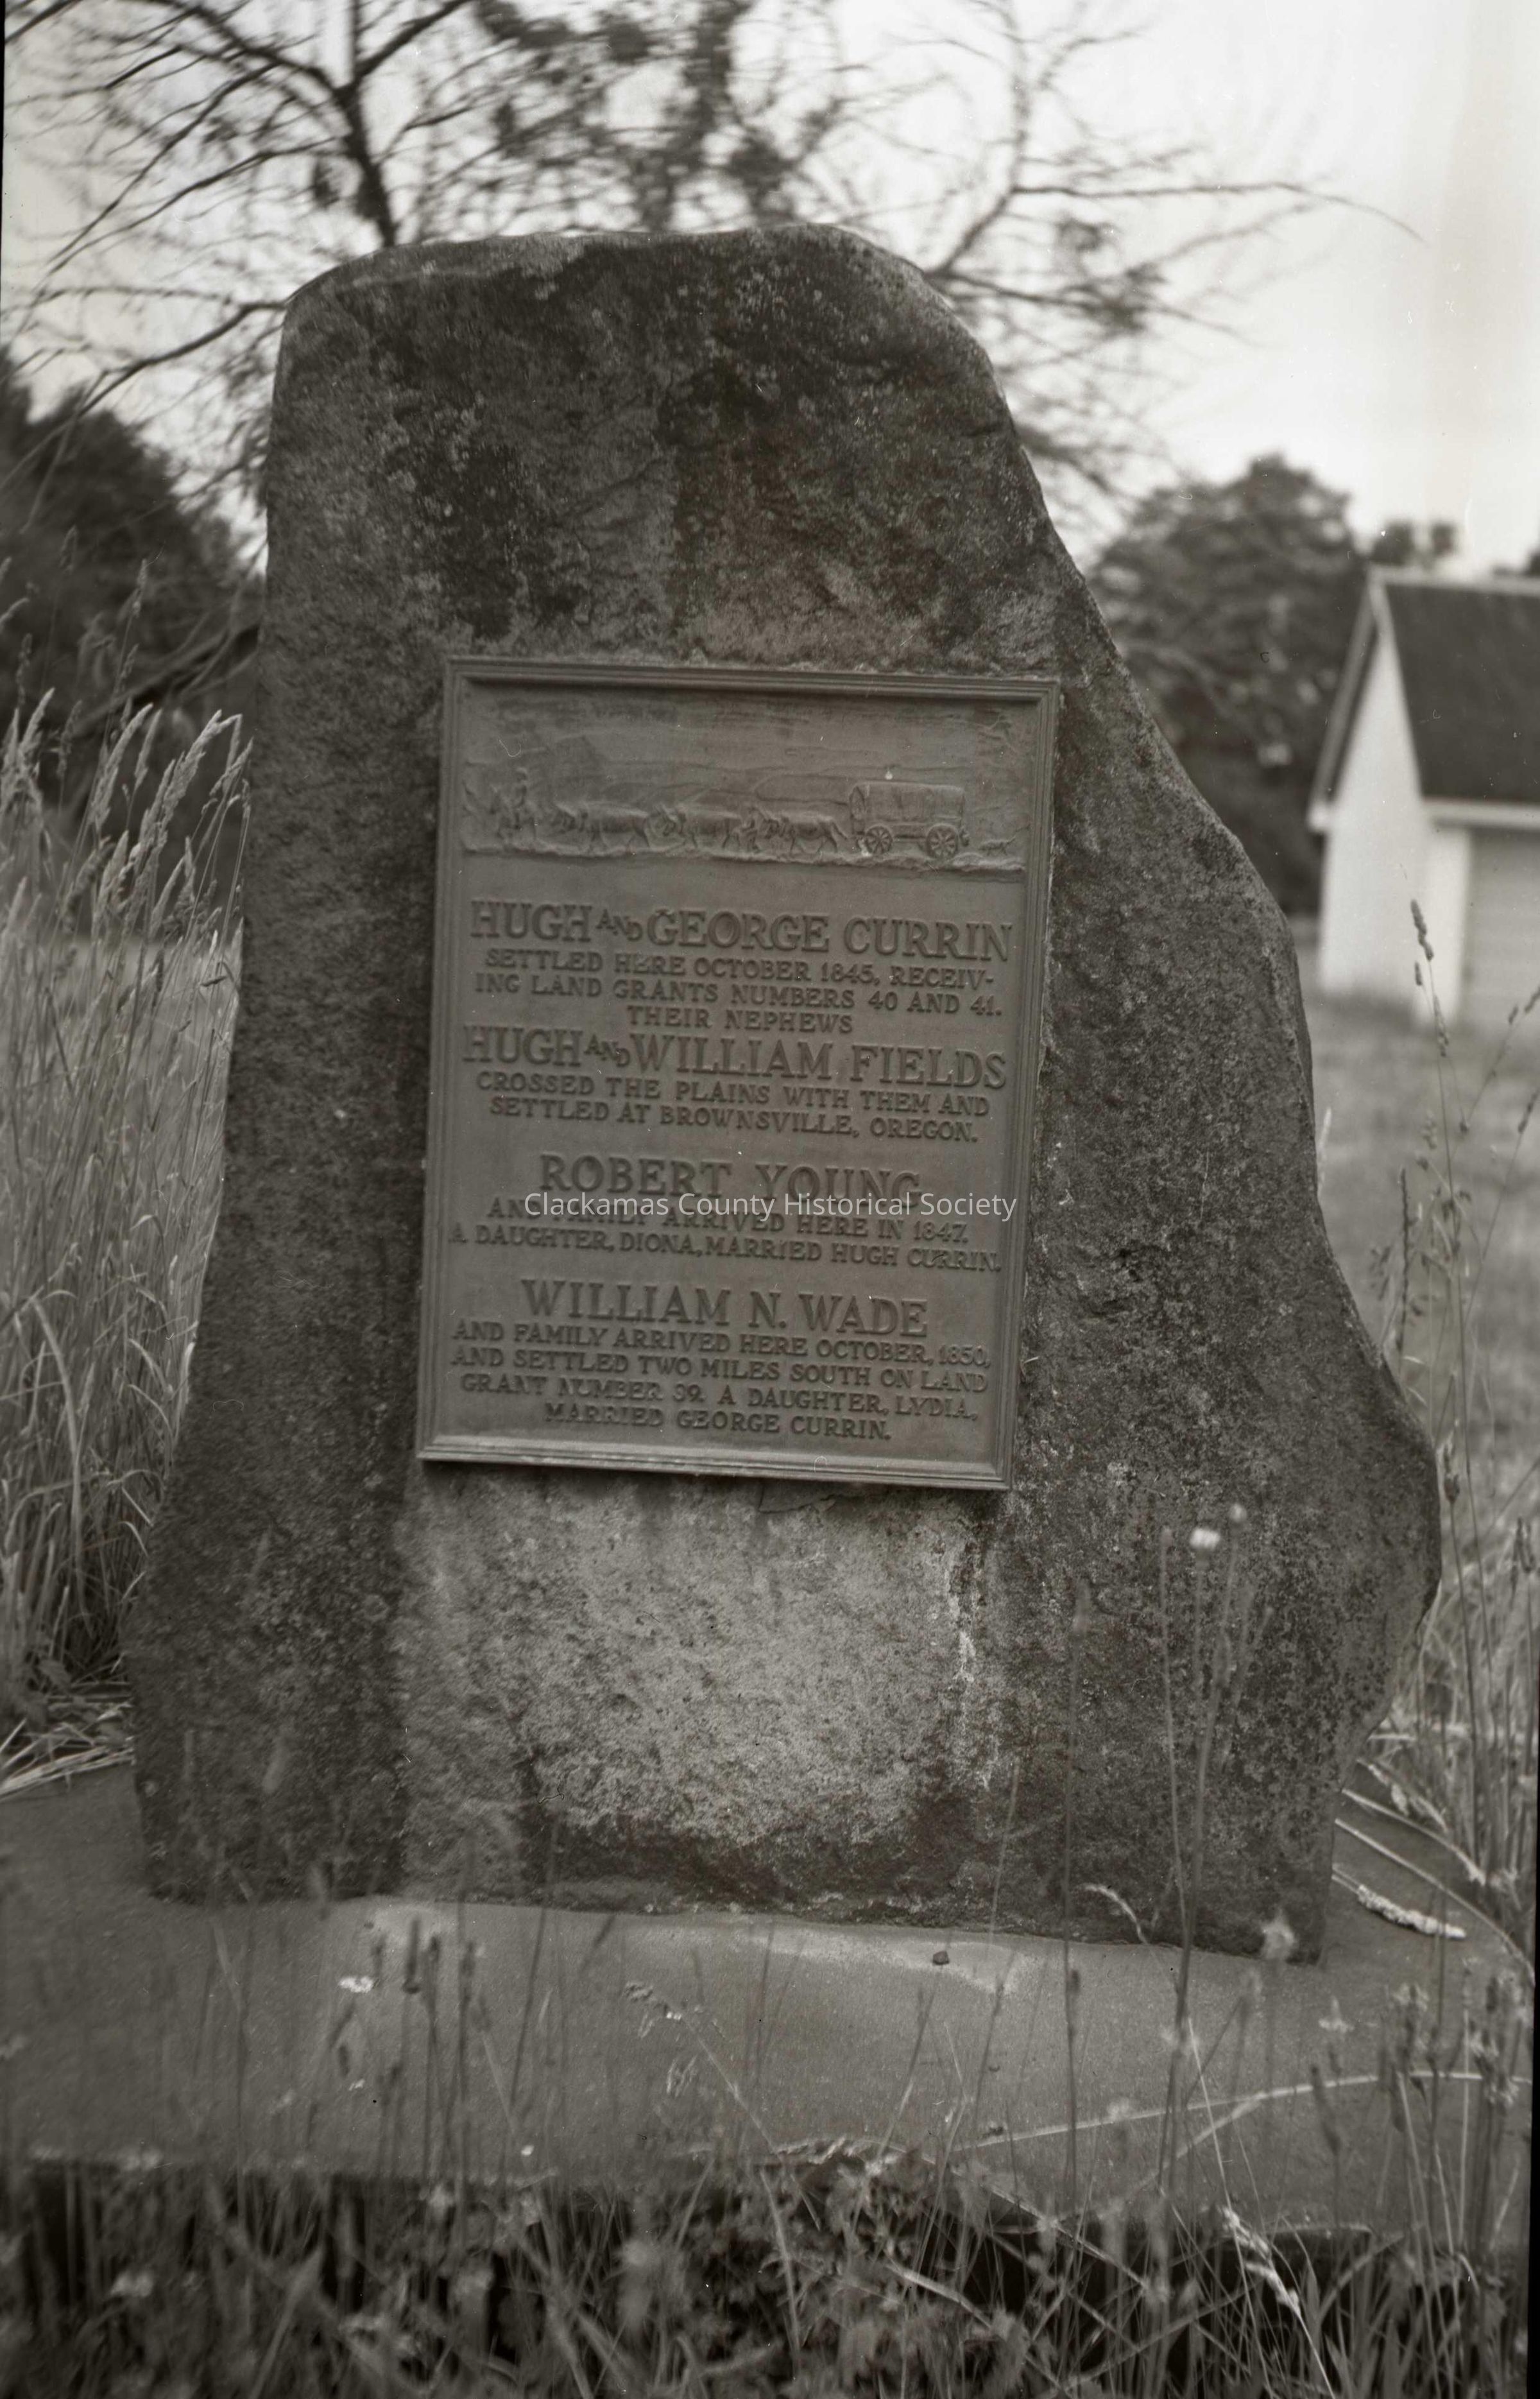 HUGH AND GEORGE CURRIN
SETTLED HERE OCTOBER 1845, RECEIV-
ING LAND GRANTS NUMBERS 40 AND 41.
THEIR NEPHEWS
HUGH AND WILLIAM FIELDS
CROSSED THE PLAINS WITH THEM AND
SETTLED AT BROWNSVILLE, OREGON.
ROBERT YOUNG
Clackamas County Historical Society
AND FAMILY ARRIVED HERE IN 1847.
A DAUGHTER, DIONA, MARRIED HUGH CURRIN.
WILLIAM N. WADE
AND FAMILY ARRIVED HERE OCTOBER, 1850,
AND SETTLED TWO MILES SOUTH ON LAND
GRANT NUMBER 39. A DAUGHTER, LYDIA,
MARRIED GEORGE CURRIN.